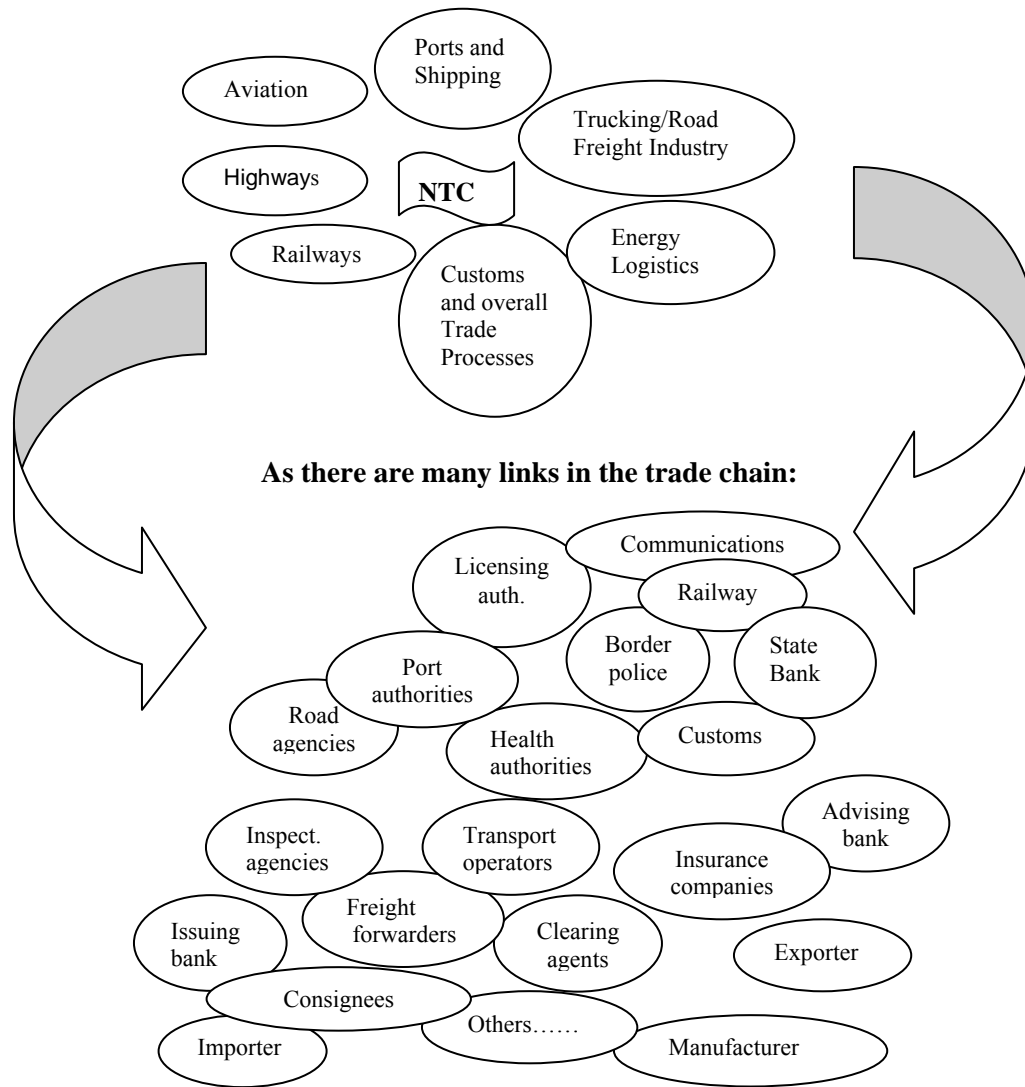 Ports and
Shipping
Aviation
Trucking/Road
Freight Industry
Highways
NTC
Railways
Energy
Logistics
Customs
and overall
Trade
Processes
As there are many links in the trade chain:
Communications
Licensing
auth.
Railway
Border
police
State
Bank
Port
authorities
Road
agencies
Health
authorities
Customs
Advising
bank
Inspect.
agencies
Transport
operators
Insurance
companies
Freight
forwarders
Issuing
bank
Clearing
agents
Exporter
Consignees
Others……
Importer
Manufacturer